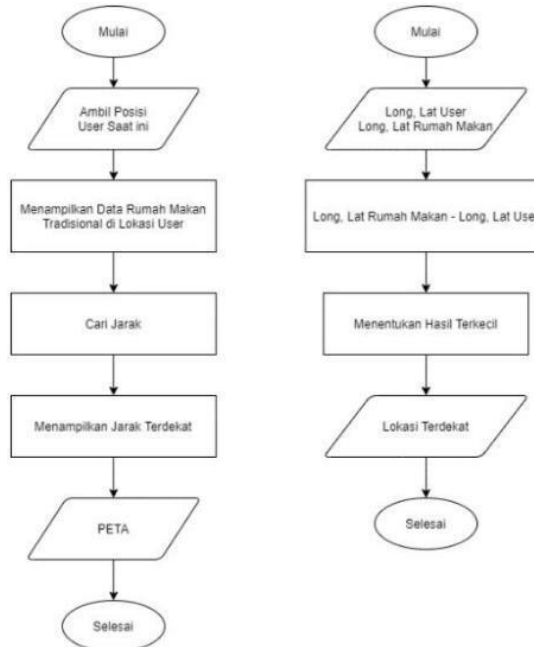 Mulai
Ambil Posisi
User Saat ini
Menampilkan Data Rumah Makan
Tradisional di Lokasi User
Cari Jarak
Menampilkan Jarak Terdekat
PETA
Selesai
Mulai
Long, Lat User
Long, Lat Rumah Makan
Long, Lat Rumah Makan - Long, Lat Use
Menentukan Hasil Terkecil
Lokasi Terdekat
Selesai